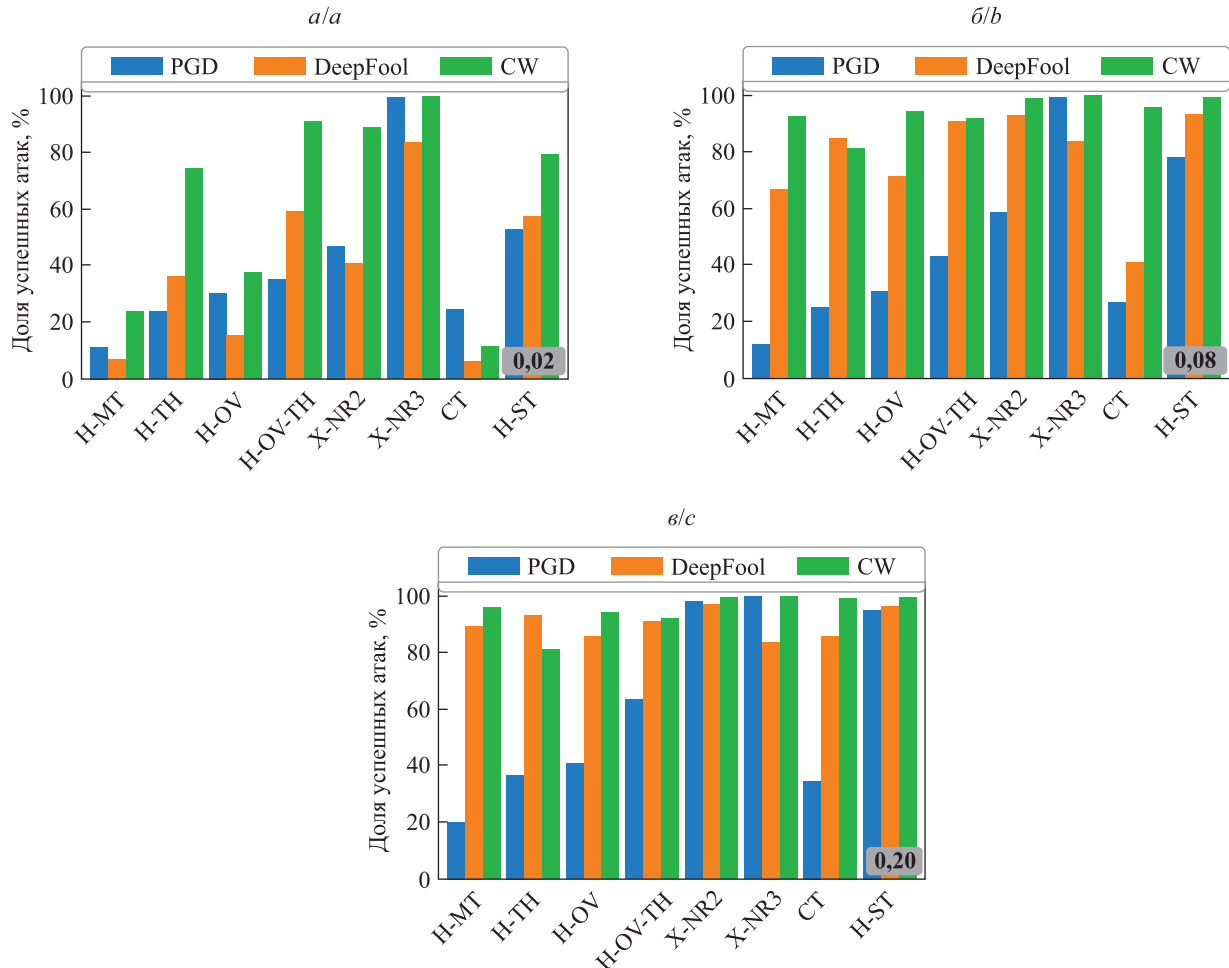 а/a
PGD DeepFool CW
Доля успешных атак, %
100
80
60
40
20
0
0,02
H-MT H-TH H-OV H-OV-TH X-NR2 X-NR3 CT H-ST
б/b
PGD DeepFool CW
Доля успешных атак, %
100
80
60
40
20
0
0,08
H-MT H-TH H-OV H-OV-TH X-NR2 X-NR3 CT H-ST
в/c
PGD DeepFool CW
Доля успешных атак, %
100
80
60
40
20
0
0,20
H-MT H-TH H-OV H-OV-TH X-NR2 X-NR3 CT H-ST